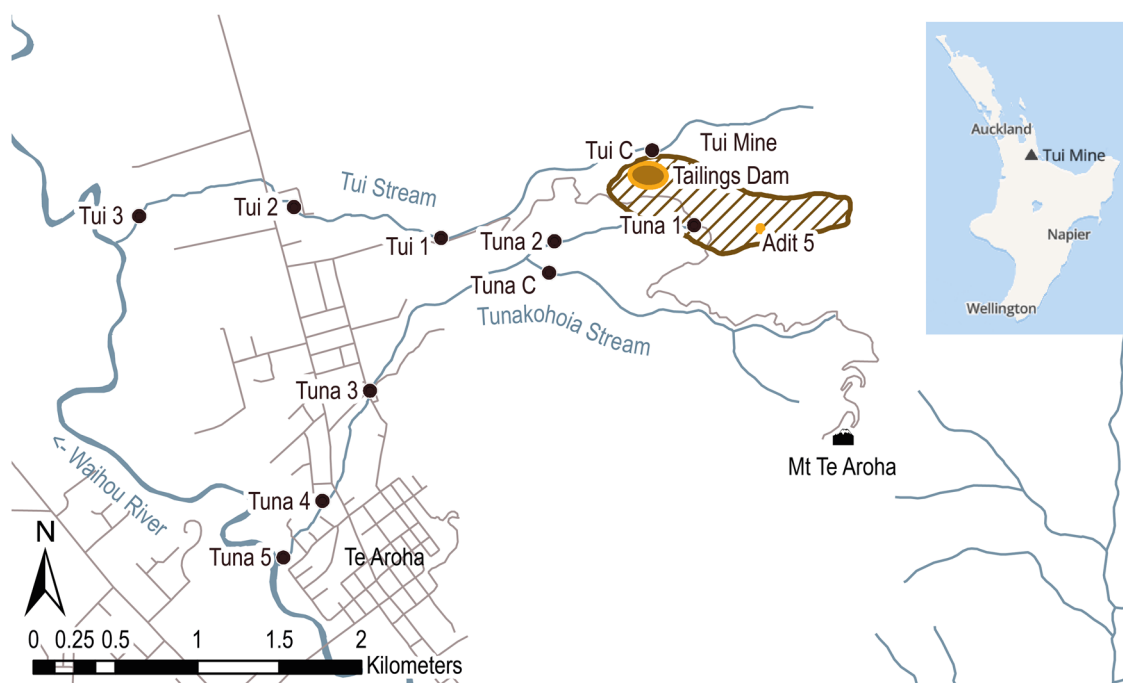 Auckland
Tui Mine
Napier
Wellington
Tui C
Tui Mine
Tailings Dam
Tui Stream
Tui 3
Tui 2
Tui 1
Tuna 2
Tuna 1
Adit 5
Tuna C
Tunakohoia Stream
Tuna 3
Mt Te Aroha
<- Waihou River
Tuna 4
Tuna 5
Te Aroha
N
0 0.25 0.5 1 1.5 2
Kilometers